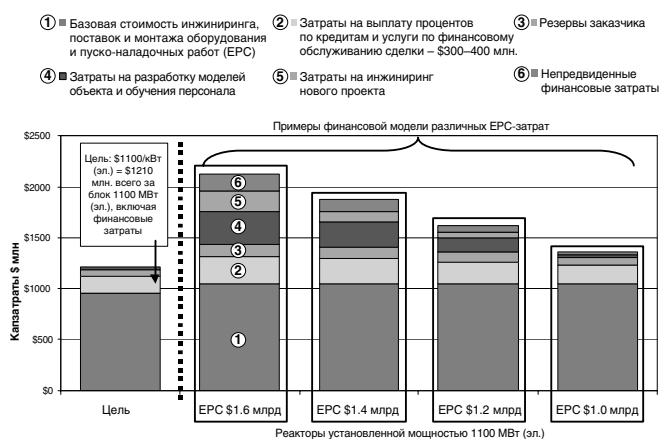 ① Базовая стоимость инжиниринга,
поставок и монтажа оборудования
и пуско-наладочных работ (EPC)
② Затраты на выплату процентов
по кредитам и услуги по финансовому
обслуживанию сделки – $300–400 млн.
③ Резервы заказчика
④ Затраты на разработку моделей
объекта и обучения персонала
⑤ Затраты на инжиниринг
нового проекта
⑥ Непредвиденные
финансовые затраты
Примеры финансовой модели различных EPC-затрат
Капзатраты $ млн
$2500
$2000
$1500
$1000
$500
$0
Цель: $1100/кВт
(эл.) = $1210
млн. всего за
блок 1100 МВт
(эл.), включая
финансовые
затраты
⑥
⑤
④
③
②
①
Цель
EPC $1.6 млрд
EPC $1.4 млрд
EPC $1.2 млрд
EPC $1.0 млрд
Реакторы установленной мощностью 1100 МВт (эл.)